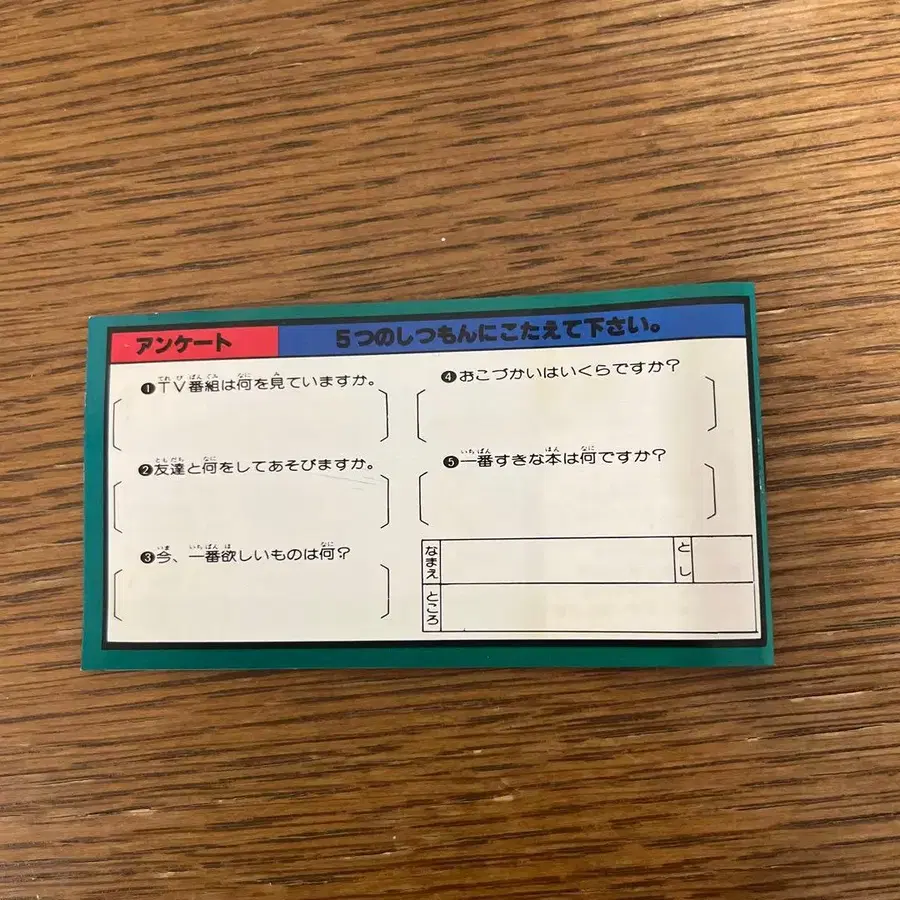 アンケート
5つのしつもんにこたえて下さい。
❶TV番組は何を見ていますか。
❷友達と何をしてあそびますか。
❸今、一番欲しいものは何？
❹おこづかいはいくらですか？
❺一番すきな本は何ですか？
なまえ
とし
ところ